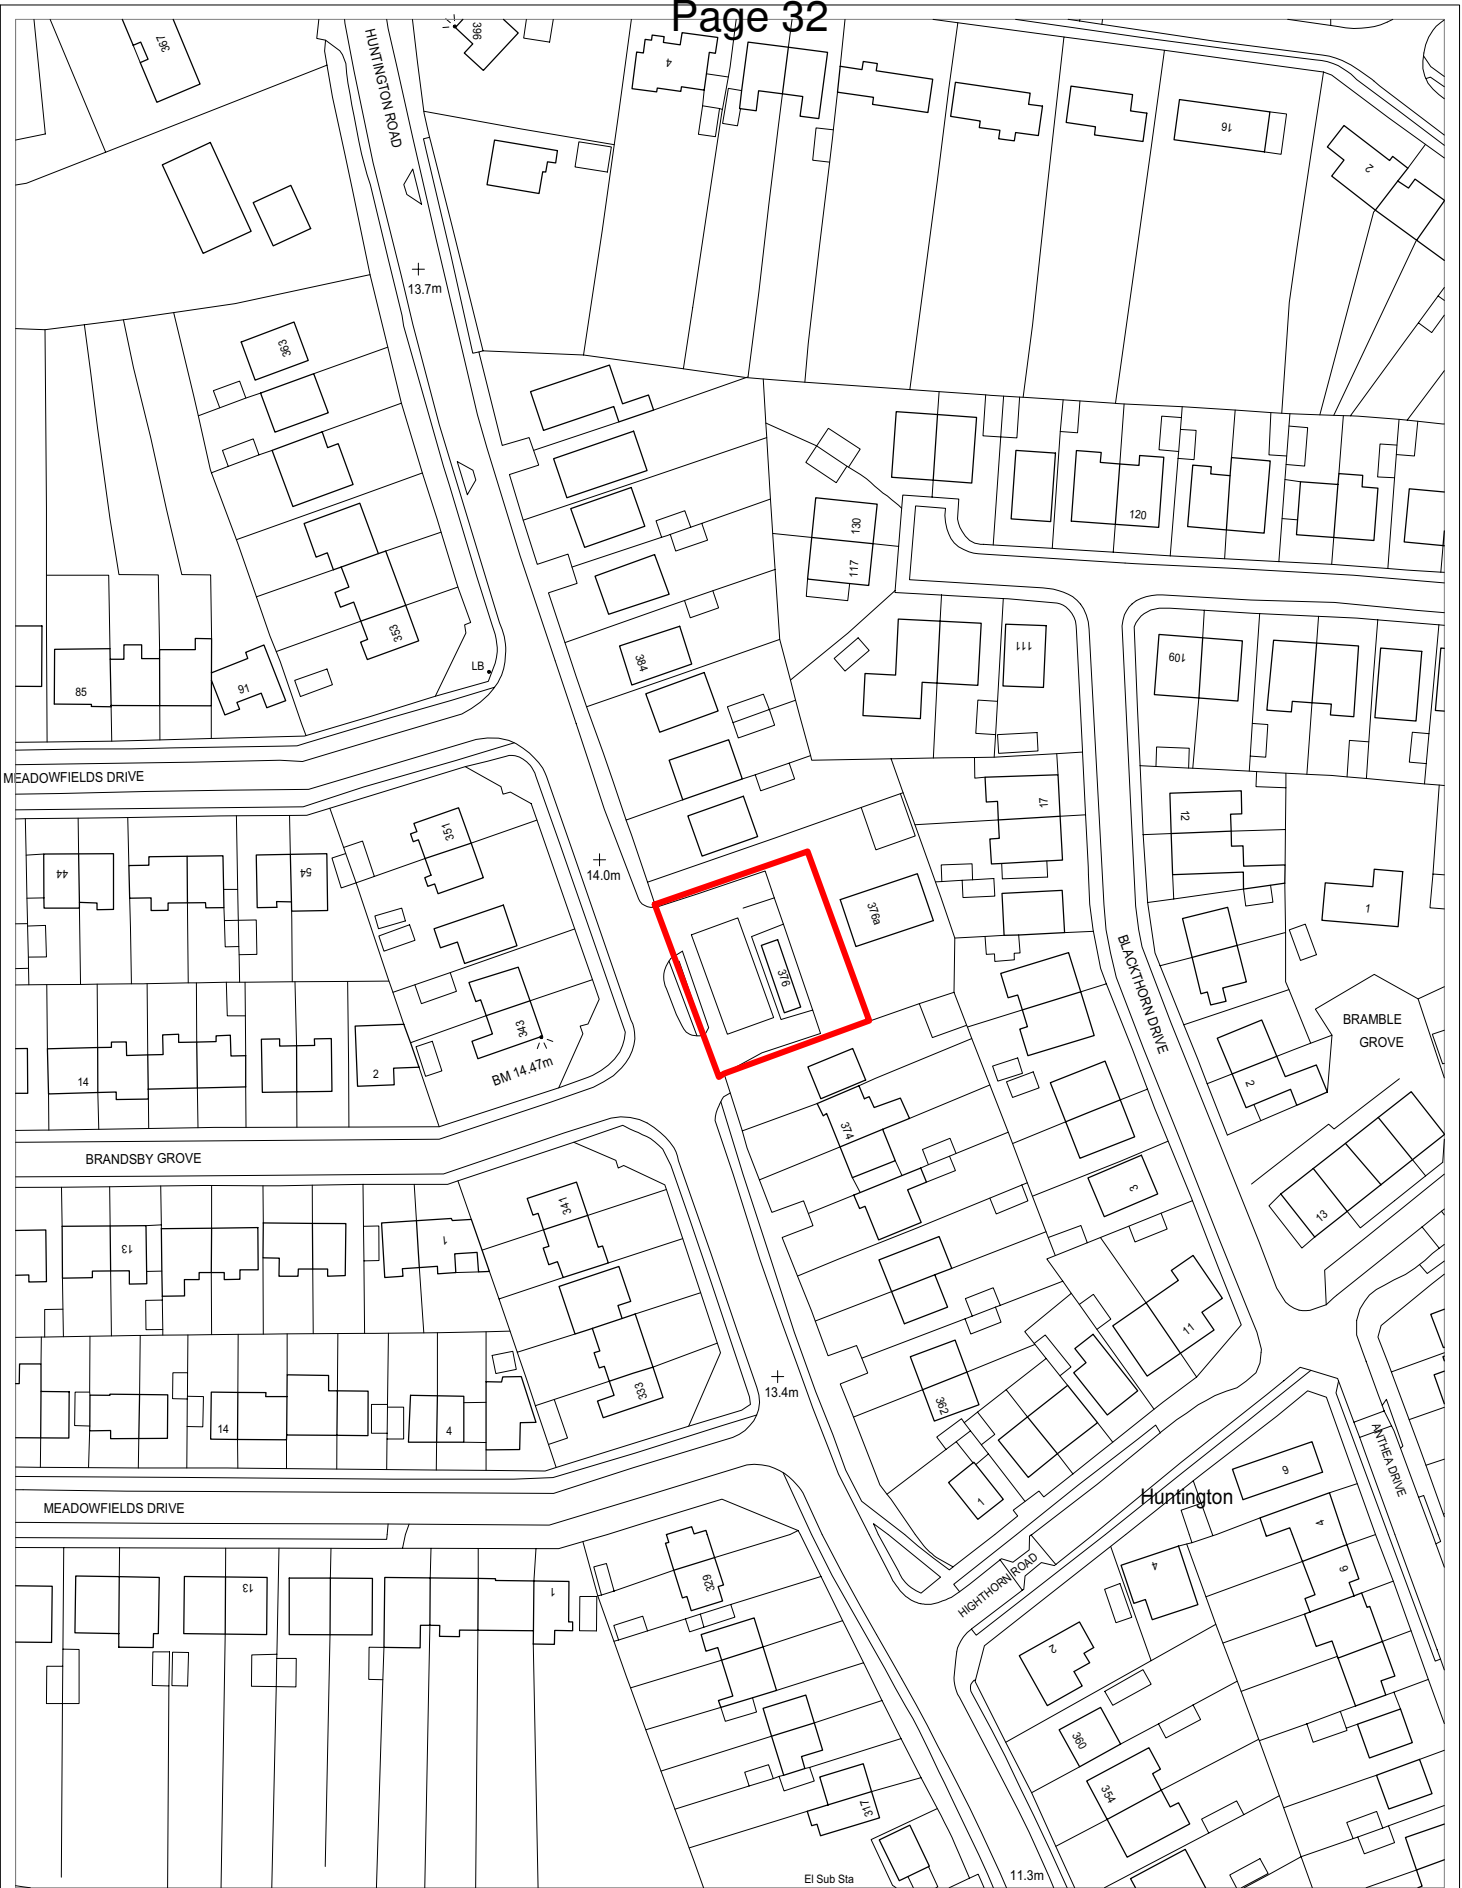 Page 32
367
HUNTINGTON ROAD
396
4
16
2
13.7m
363
130
120
117
353
384
111
109
LB
85
91
MEADOWFIELDS DRIVE
17
12
351
44
54
14.0m
376a
1
376
BLACKTHORN DRIVE
343
BRAMBLE
GROVE
BM 14.47m
14
2
2
374
BRANDSBY GROVE
3
341
13
13
1
11
333
13.4m
362
14
4
ANTHEA DRIVE
9
Huntington
1
MEADOWFIELDS DRIVE
4
4
HIGHTHORN ROAD
329
13
1
6
2
360
354
317
El Sub Sta
11.3m